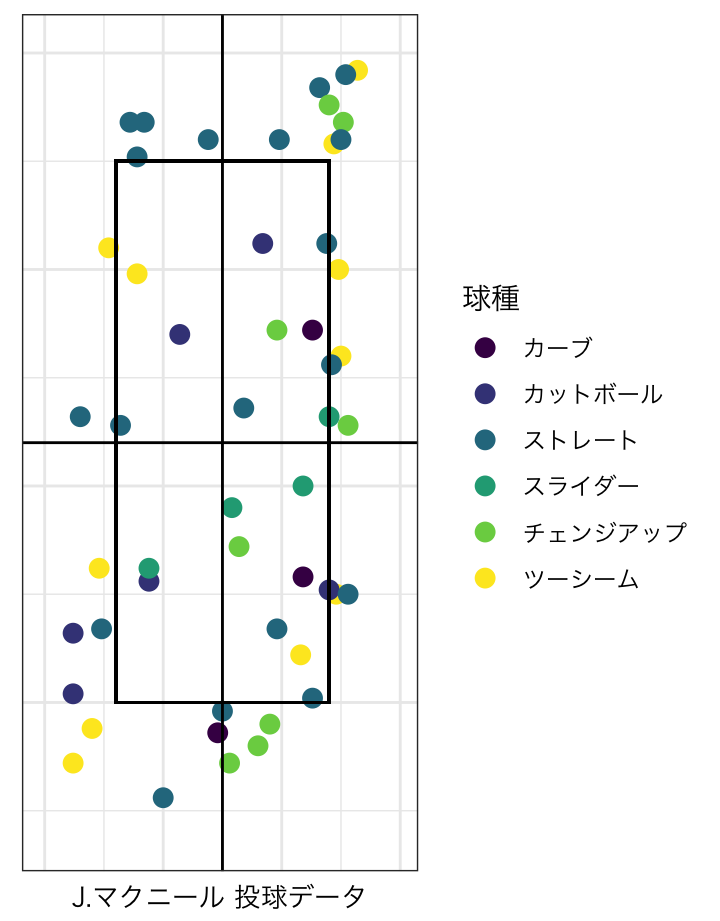 球種
カーブ
カットボール
ストレート
スライダー
チェンジアップ
ツーシーム
J.マクニール 投球データ